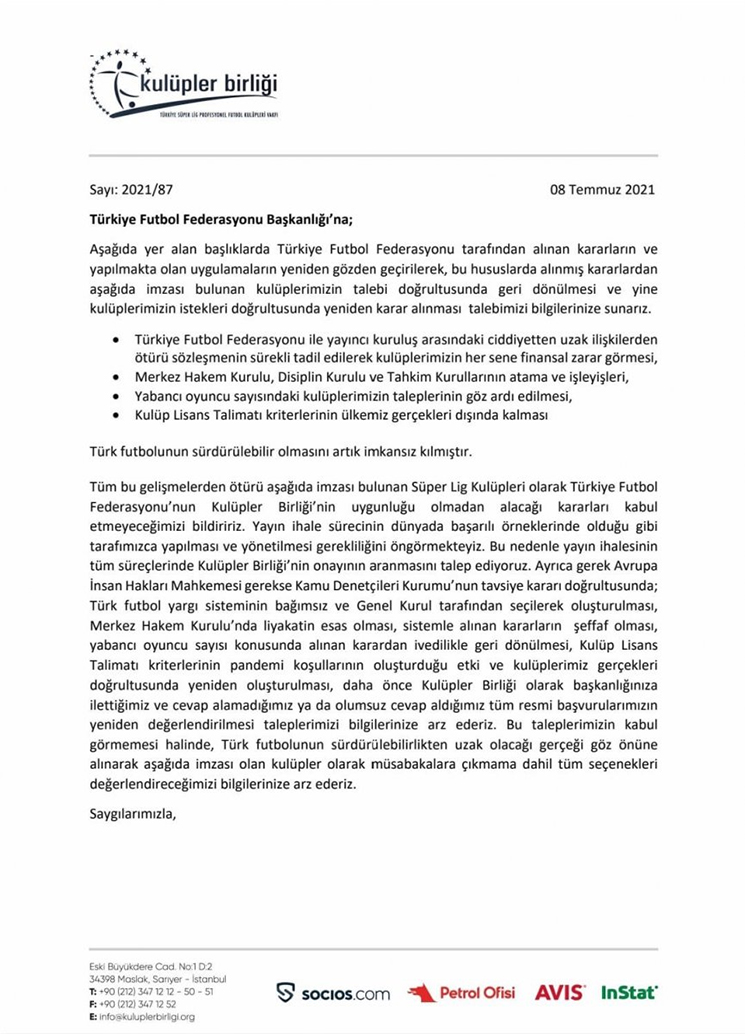 kulüpler birliği
TÜRKİYE SÜPER LİG PROFESYONEL FUTBOL KULÜPLERİ VAKFI
Sayı: 2021/87 08 Temmuz 2021
Türkiye Futbol Federasyonu Başkanlığı’na;
Aşağıda yer alan başlıklarda Türkiye Futbol Federasyonu tarafından alınan kararların ve
yapılmakta olan uygulamaların yeniden gözden geçirilerek, bu hususlarda alınmış kararlardan
aşağıda imzası bulunan kulüplerimizin talebi doğrultusunda geri dönülmesi ve yine
kulüplerimizin istekleri doğrultusunda yeniden karar alınması talebimizi bilgilerinize sunarız.
• Türkiye Futbol Federasyonu ile yayıncı kuruluş arasındaki ciddiyetten uzak ilişkilerden
ötürü sözleşmenin sürekli tadil edilerek kulüplerimizin her sene finansal zarar görmesi,
• Merkez Hakem Kurulu, Disiplin Kurulu ve Tahkim Kurullarının atama ve işleyişleri,
• Yabancı oyuncu sayısındaki kulüplerimizin taleplerinin göz ardı edilmesi,
• Kulüp Lisans Talimatı kriterlerinin ülkemiz gerçekleri dışında kalması
Türk futbolunun sürdürülebilir olmasını artık imkansız kılmıştır.
Tüm bu gelişmelerden ötürü aşağıda imzası bulunan Süper Lig Kulüpleri olarak Türkiye Futbol
Federasyonu’nun Kulüpler Birliği’nin uygunluğu olmadan alacağı kararları kabul
etmeyeceğimizi bildiririz. Yayın ihale sürecinin dünyada başarılı örneklerinde olduğu gibi
tarafımızca yapılması ve yönetilmesi gerekliliğini öngörmekteyiz. Bu nedenle yayın ihalesinin
tüm süreçlerinde Kulüpler Birliği’nin onayının aranmasını talep ediyoruz. Ayrıca gerek Avrupa
İnsan Hakları Mahkemesi gerekse Kamu Denetçileri Kurumu’nun tavsiye kararı doğrultusunda;
Türk futbol yargı sisteminin bağımsız ve Genel Kurul tarafından seçilerek oluşturulması,
Merkez Hakem Kurulu’nda liyakatin esas olması, sistemle alınan kararların şeffaf olması,
yabancı oyuncu sayısı konusunda alınan karardan ivedilikle geri dönülmesi, Kulüp Lisans
Talimatı kriterlerinin pandemi koşullarının oluşturduğu etki ve kulüplerimiz gerçekleri
doğrultusunda yeniden oluşturulması, daha önce Kulüpler Birliği olarak başkanlığınıza
ilettiğimiz ve cevap alamadığımız ya da olumsuz cevap aldığımız tüm resmi başvurularımızın
yeniden değerlendirilmesi taleplerimizi bilgilerinize arz ederiz. Bu taleplerimizin kabul
görmemesi halinde, Türk futbolunun sürdürülebilirlikten uzak olacağı gerçeği göz önüne
alınarak aşağıda imzası olan kulüpler olarak müsabakalara çıkmama dahil tüm seçenekleri
değerlendireceğimizi bilgilerinize arz ederiz.
Saygılarımızla,
Eski Büyükdere Cad. No:1 D:2
34398 Maslak, Sarıyer - İstanbul
T: +90 (212) 347 12 12 - 50 - 51
F: +90 (212) 347 12 52
E: info@kuluplerbirligi.org
socios.com Petrol Ofisi AVIS InStat